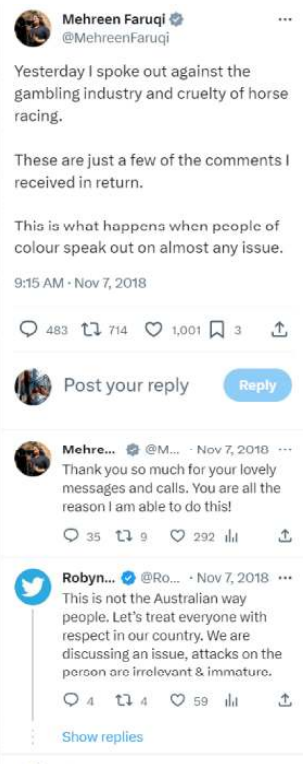 Mehreen Faruqi
@MehreenFaruqi
Yesterday I spoke out against the
gambling industry and cruelty of horse
racing.
These are just a few of the comments I
received in return.
This is what happens when people of
colour speak out on almost any issue.
9:15 AM · Nov 7, 2018
483 714 1,001 3
Post your reply Reply
Mehre... @M... · Nov 7, 2018
Thank you so much for your lovely
messages and calls. You are all the
reason I am able to do this!
35 9 292
Robyn... @Ro... · Nov 7, 2018
This is not the Australian way
people. Let's treat everyone with
respect in our country. We are
discussing an issue, attacks on the
person are irrelevant & immature.
4 4 59
Show replies